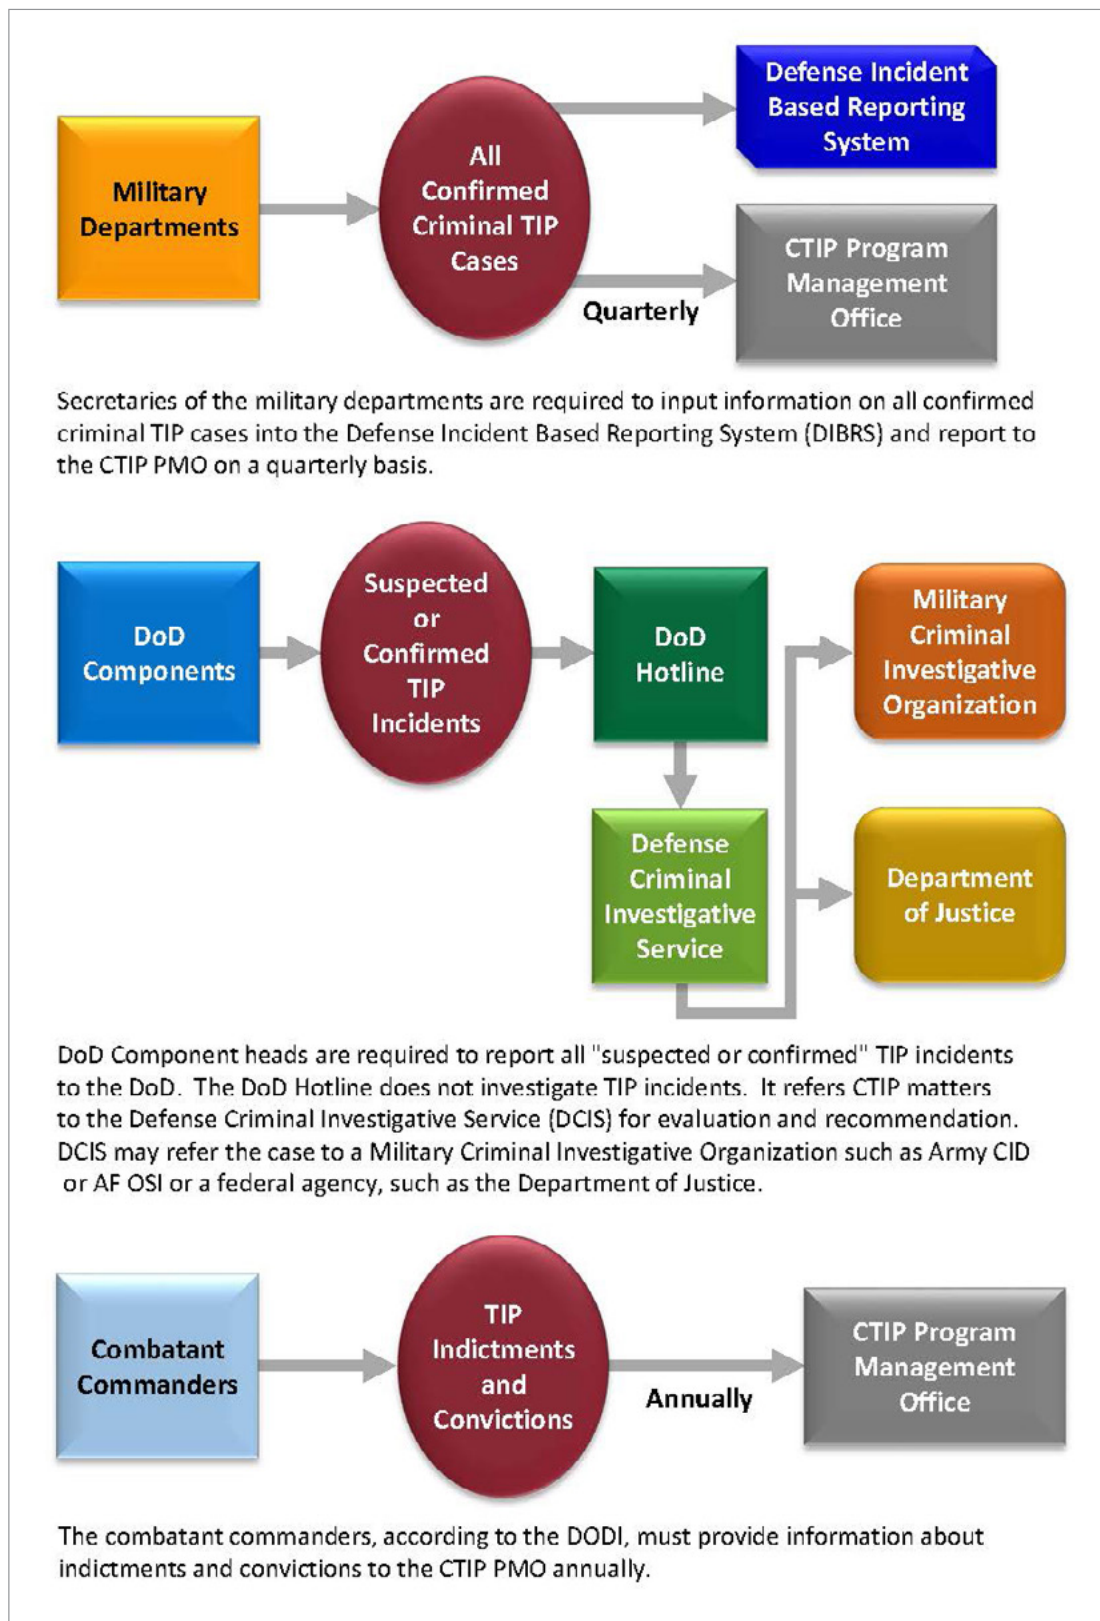 Military
Departments
All
Confirmed
Criminal TIP
Cases
Defense Incident
Based Reporting
System
Quarterly
CTIP Program
Management
Office
Secretaries of the military departments are required to input information on all confirmed
criminal TIP cases into the Defense Incident Based Reporting System (DIBRS) and report to
the CTIP PMO on a quarterly basis.
DoD
Components
Suspected
or
Confirmed
TIP
Incidents
DoD
Hotline
Military
Criminal
Investigative
Organization
Defense
Criminal
Investigative
Service
Department
of Justice
DoD Component heads are required to report all "suspected or confirmed" TIP incidents
to the DoD. The DoD Hotline does not investigate TIP incidents. It refers CTIP matters
to the Defense Criminal Investigative Service (DCIS) for evaluation and recommendation.
DCIS may refer the case to a Military Criminal Investigative Organization such as Army CID
or AF OSI or a federal agency, such as the Department of Justice.
Combatant
Commanders
TIP
Indictments
and
Convictions
Annually
CTIP Program
Management
Office
The combatant commanders, according to the DODI, must provide information about
indictments and convictions to the CTIP PMO annually.